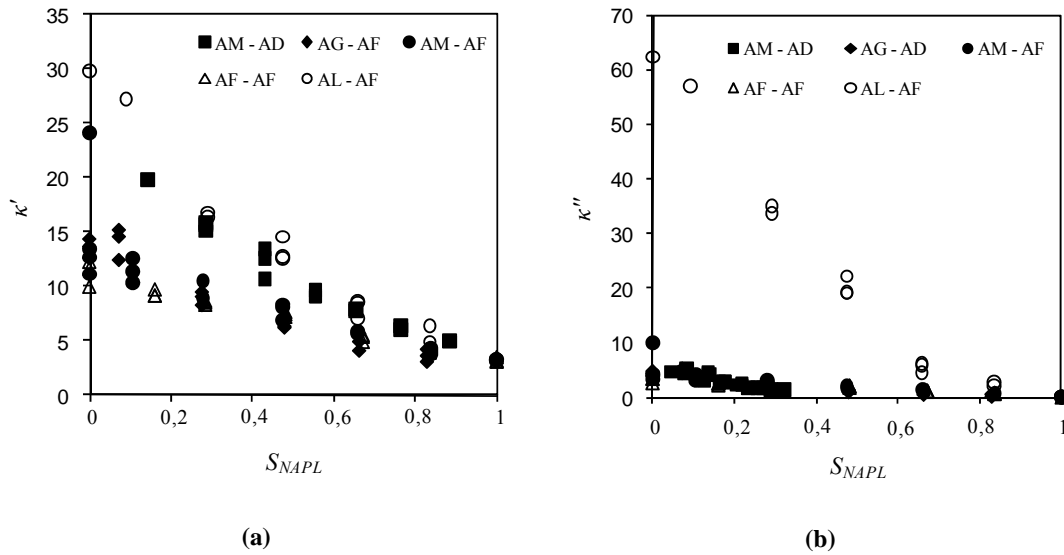 35
30
25
20
15
10
5
0
κ′
AM - AD AG - AF AM - AF
AF - AF AL - AF
0 0,2 0,4 0,6 0,8 1
S_NAPL
(a)
70
60
50
40
30
20
10
0
κ″
AM - AD AG - AD AM - AF
AF - AF AL - AF
0 0,2 0,4 0,6 0,8 1
S_NAPL
(b)